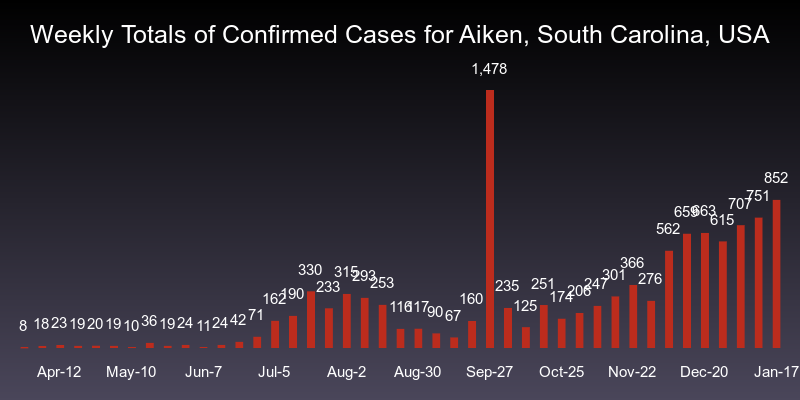 Weekly Totals of Confirmed Cases for Aiken, South Carolina, USA
8 18 23 19 20 19 10 36 19 24 11 24 42 71 162 190 330 233 315 293 253 116 117 90 67 160 1,478 235 125 251 174 206 247 301 366 276 562 659 663 615 707 751 852
Apr-12 May-10 Jun-7 Jul-5 Aug-2 Aug-30 Sep-27 Oct-25 Nov-22 Dec-20 Jan-17